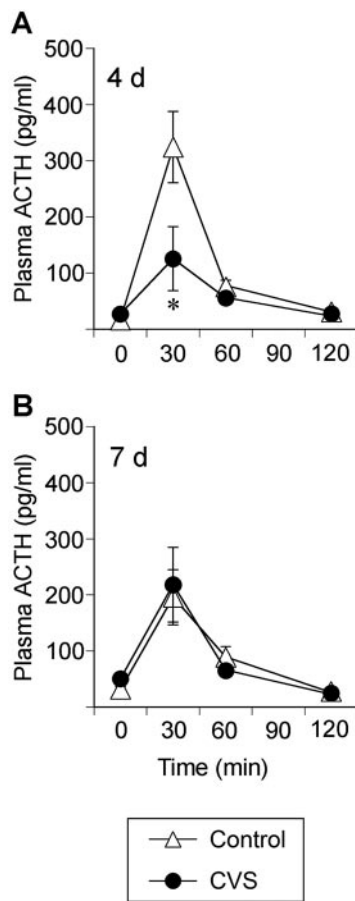 A
500
4 d
400
300
200
100
*
Plasma ACTH (pg/ml)
0 30 60 90 120
B
500
7 d
400
300
200
100
Plasma ACTH (pg/ml)
0 30 60 90 120
Time (min)
Control
CVS